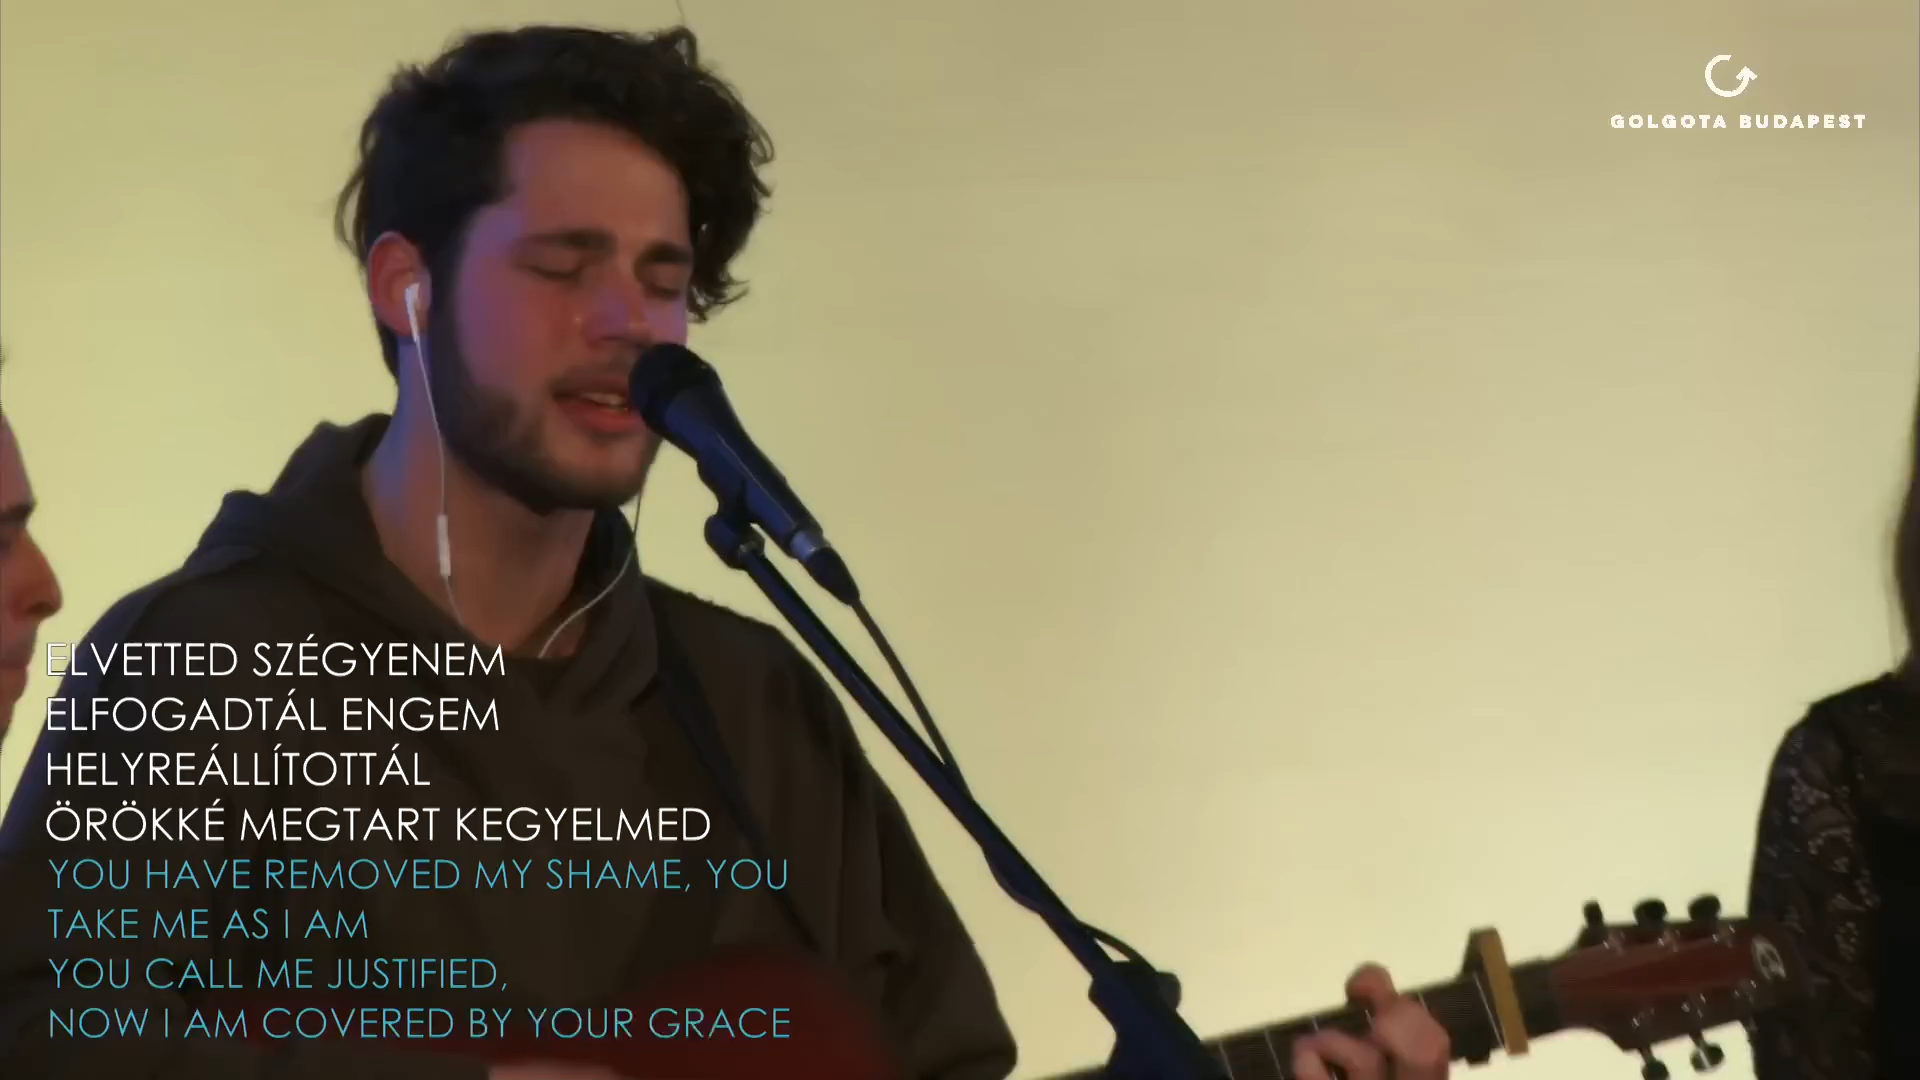 GOLGOTA BUDAPEST
ELVETTED SZÉGYENEM
ELFOGADTÁL ENGEM
HELYREÁLLÍTOTTÁL
ÖRÖKKÉ MEGTART KEGYELMED
YOU HAVE REMOVED MY SHAME, YOU
TAKE ME AS I AM
YOU CALL ME JUSTIFIED,
NOW I AM COVERED BY YOUR GRACE